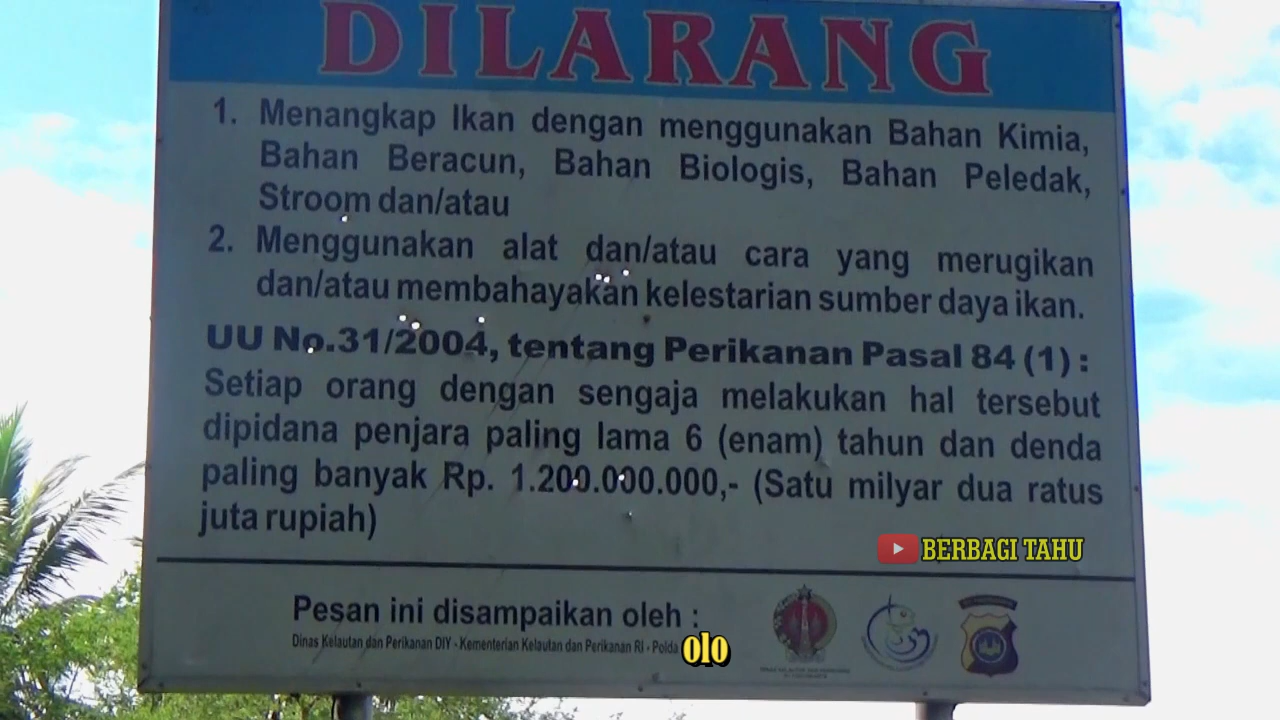 DILARANG
1. Menangkap Ikan dengan menggunakan Bahan Kimia,
Bahan Beracun, Bahan Biologis, Bahan Peledak,
Stroom dan/atau
2. Menggunakan alat dan/atau cara yang merugikan
dan/atau membahayakan kelestarian sumber daya ikan.
UU No.31/2004, tentang Perikanan Pasal 84 (1) :
Setiap orang dengan sengaja melakukan hal tersebut
dipidana penjara paling lama 6 (enam) tahun dan denda
paling banyak Rp. 1.200.000.000,- (Satu milyar dua ratus
juta rupiah)
BERBAGI TAHU
Pesan ini disampaikan oleh :
Dinas Kelautan dan Perikanan DIY - Kementerian Kelautan dan Perikanan RI - Polda
olo